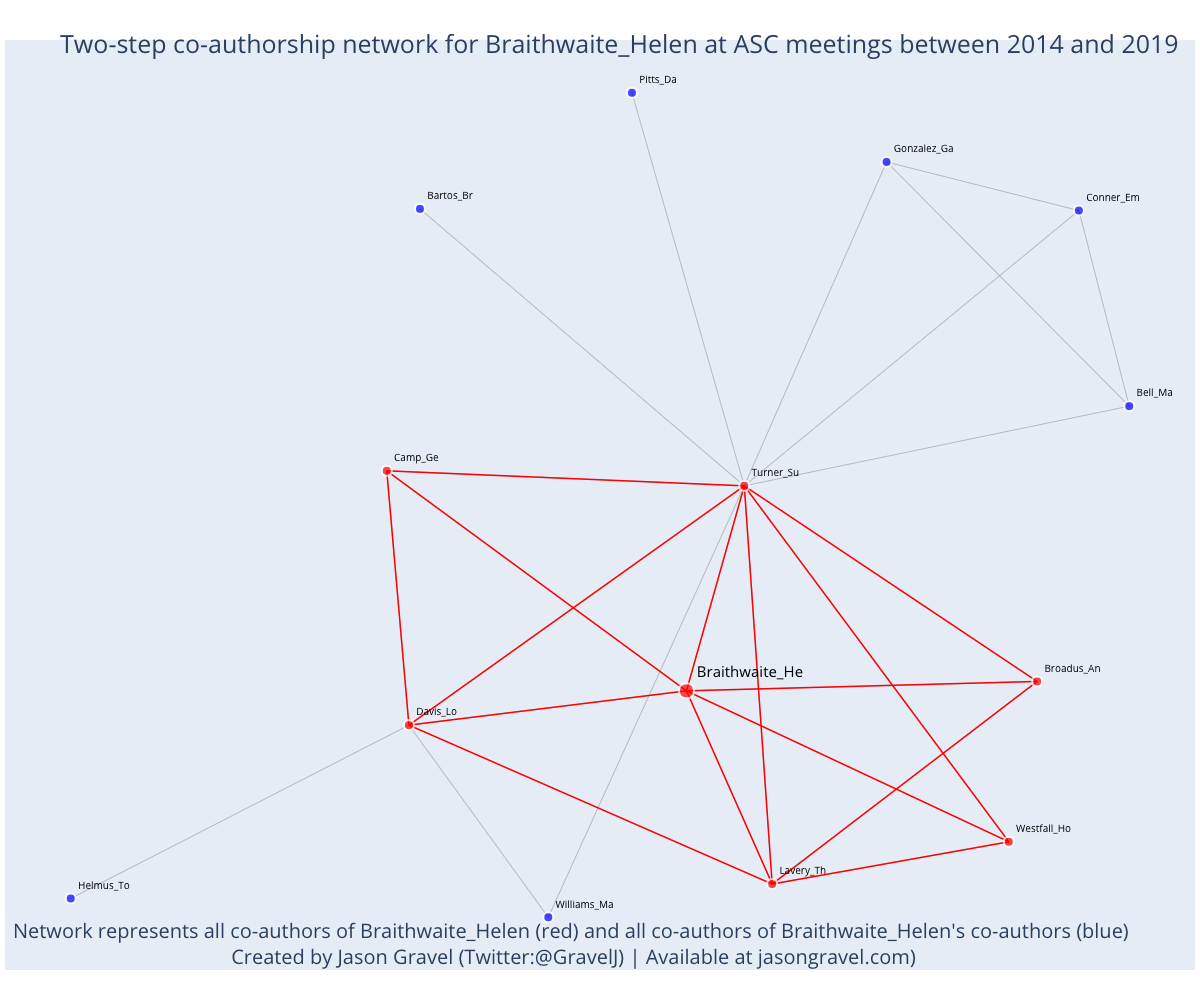 Two-step co-authorship network for Braithwaite_Helen at ASC meetings between 2014 and 2019
Pitts_Da
Gonzalez_Ga
Bartos_Br
Conner_Em
Bell_Ma
Camp_Ge
Turner_Su
Braithwaite_He
Broadus_An
Davis_Lo
Westfall_Ho
Lavery_Th
Helmus_To
Williams_Ma
Network represents all co-authors of Braithwaite_Helen (red) and all co-authors of Braithwaite_Helen's co-authors (blue)
Created by Jason Gravel (Twitter:@GravelJ) | Available at jasongravel.com)